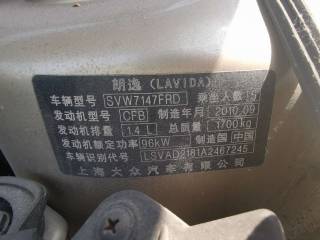 朗逸 (LAVIDA)
车辆型号 SVW7147FRD 乘坐人数 5
发动机型号 CFB 制造年月 2010.09
发动机排量 1.4 L 总质量 1700kg
发动机额定功率 96kW 制造国 中国
车辆识别代号 LSVAD2181A2467245
上海大众汽车有限公司